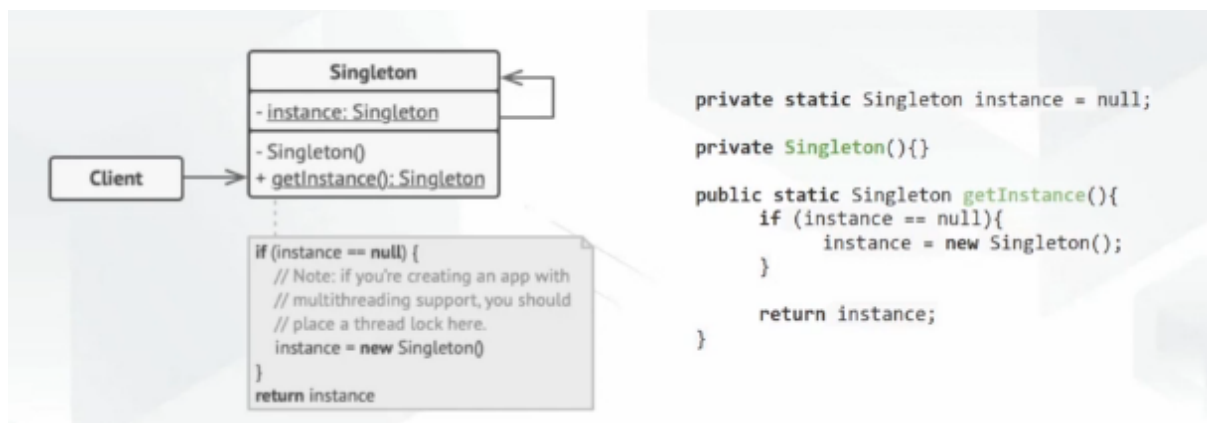 Singleton
- instance: Singleton
- Singleton()
+ getInstance(): Singleton
Client
if (instance == null) {
// Note: if you're creating an app with
// multithreading support, you should
// place a thread lock here.
instance = new Singleton()
}
return instance
private static Singleton instance = null;
private Singleton(){}
public static Singleton getInstance(){
if (instance == null){
instance = new Singleton();
}
return instance;
}